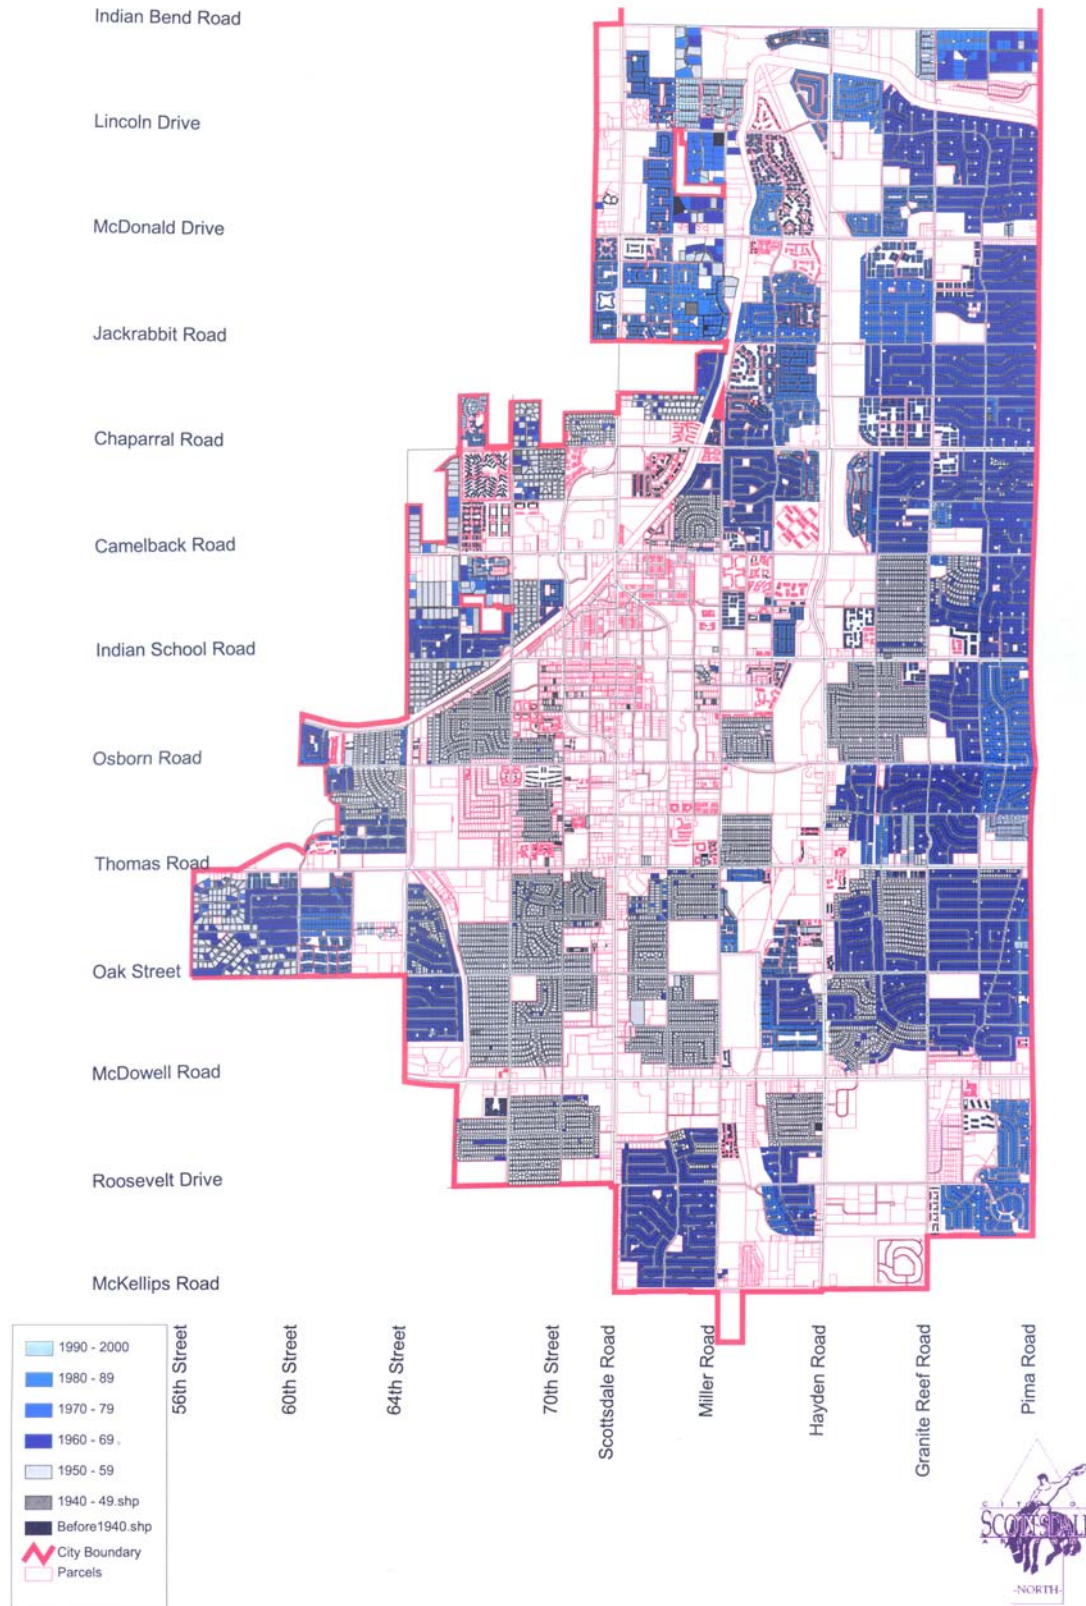 Indian Bend Road
Lincoln Drive
McDonald Drive
Jackrabbit Road
Chaparral Road
Camelback Road
Indian School Road
Osborn Road
Thomas Road
Oak Street
McDowell Road
Roosevelt Drive
McKellips Road
56th Street
60th Street
64th Street
70th Street
Scottsdale Road
Miller Road
Hayden Road
Granite Reef Road
Pima Road
1990 - 2000
1980 - 89
1970 - 79
1960 - 69
1950 - 59
1940 - 49.shp
Before1940.shp
City Boundary
Parcels
SCOTTSDALE
-NORTH-